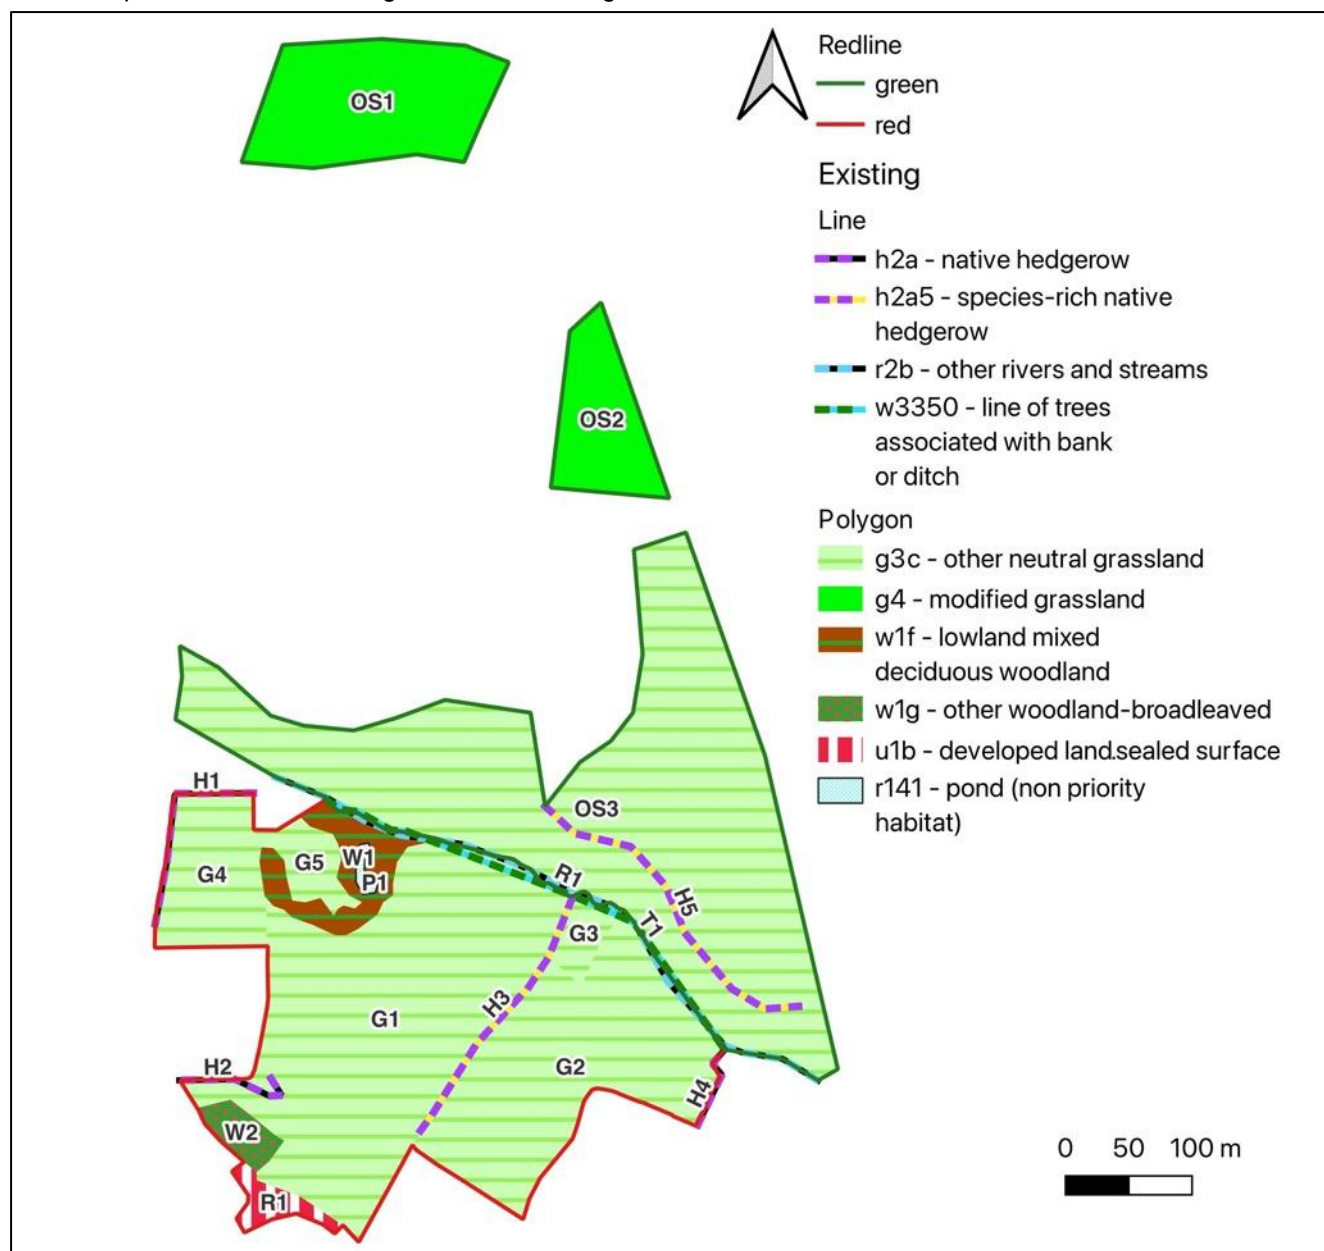 OS1
OS2
Redline
green
red
Existing
Line
h2a - native hedgerow
h2a5 - species-rich native
hedgerow
r2b - other rivers and streams
w3350 - line of trees
associated with bank
or ditch
Polygon
g3c - other neutral grassland
g4 - modified grassland
w1f - lowland mixed
deciduous woodland
w1g - other woodland-broadleaved
u1b - developed land.sealed surface
r141 - pond (non priority
habitat)
H1
OS3
G4
G5
W1
P1
R1
H5
T1
G3
H3
G1
H2
G2
H4
W2
R1
0 50 100 m